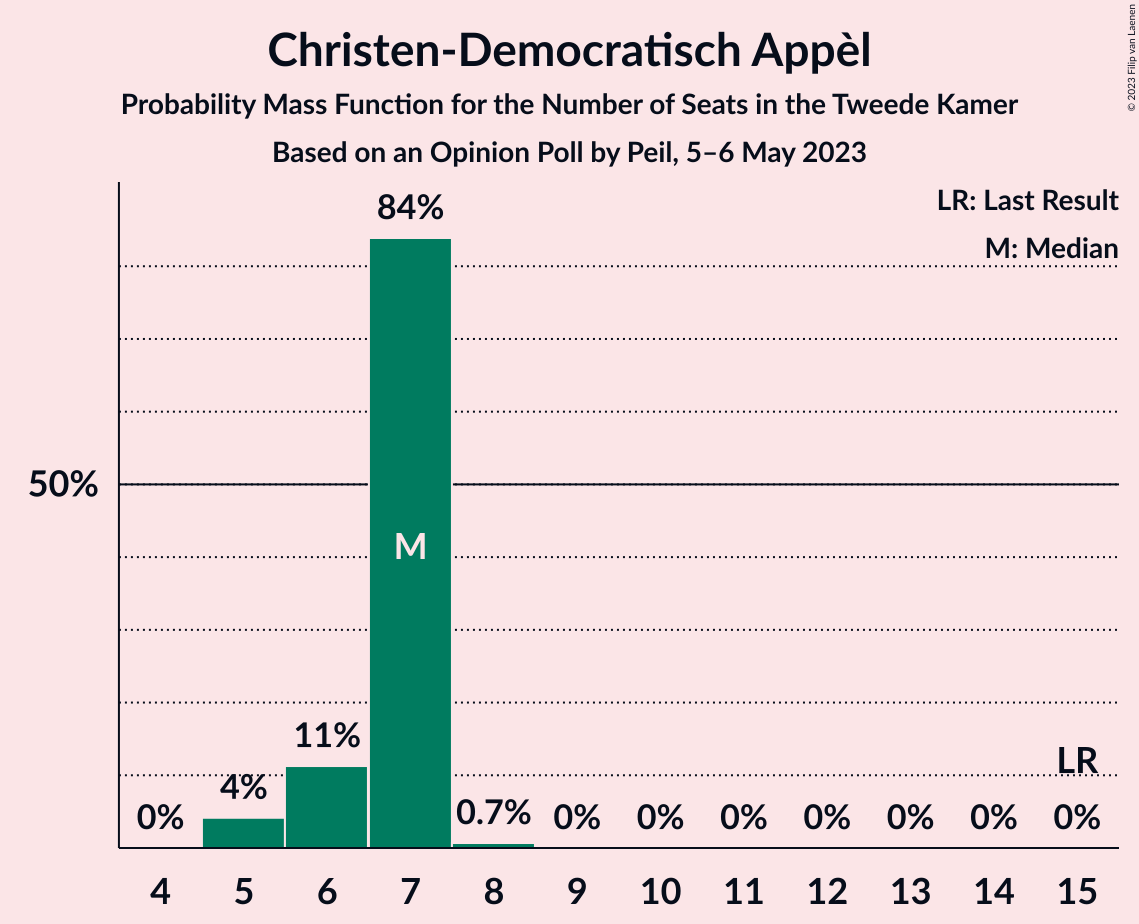 Christen-Democratisch Appèl
Probability Mass Function for the Number of Seats in the Tweede Kamer
Based on an Opinion Poll by Peil, 5–6 May 2023
© 2023 Filip van Laenen
LR: Last Result
M: Median
84%
50%
M
11%
LR
4%
0%
0.7%
0% 0% 0% 0% 0% 0% 0%
4 5 6 7 8 9 10 11 12 13 14 15